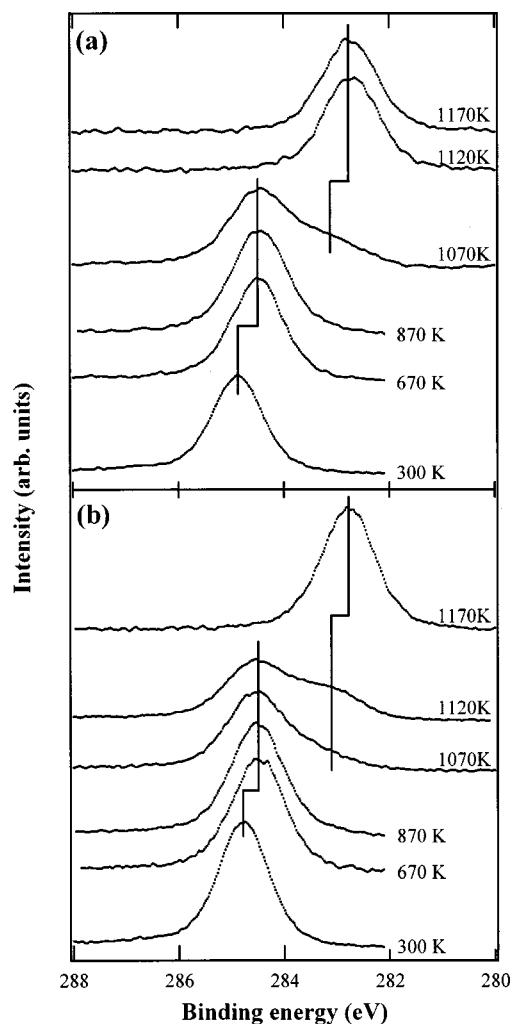 (a)
1170K
1120K
1070K
870 K
670 K
300 K
(b)
1170K
1120K
1070K
870 K
670 K
300 K
288 286 284 282 280
Binding energy (eV)
Intensity (arb. units)